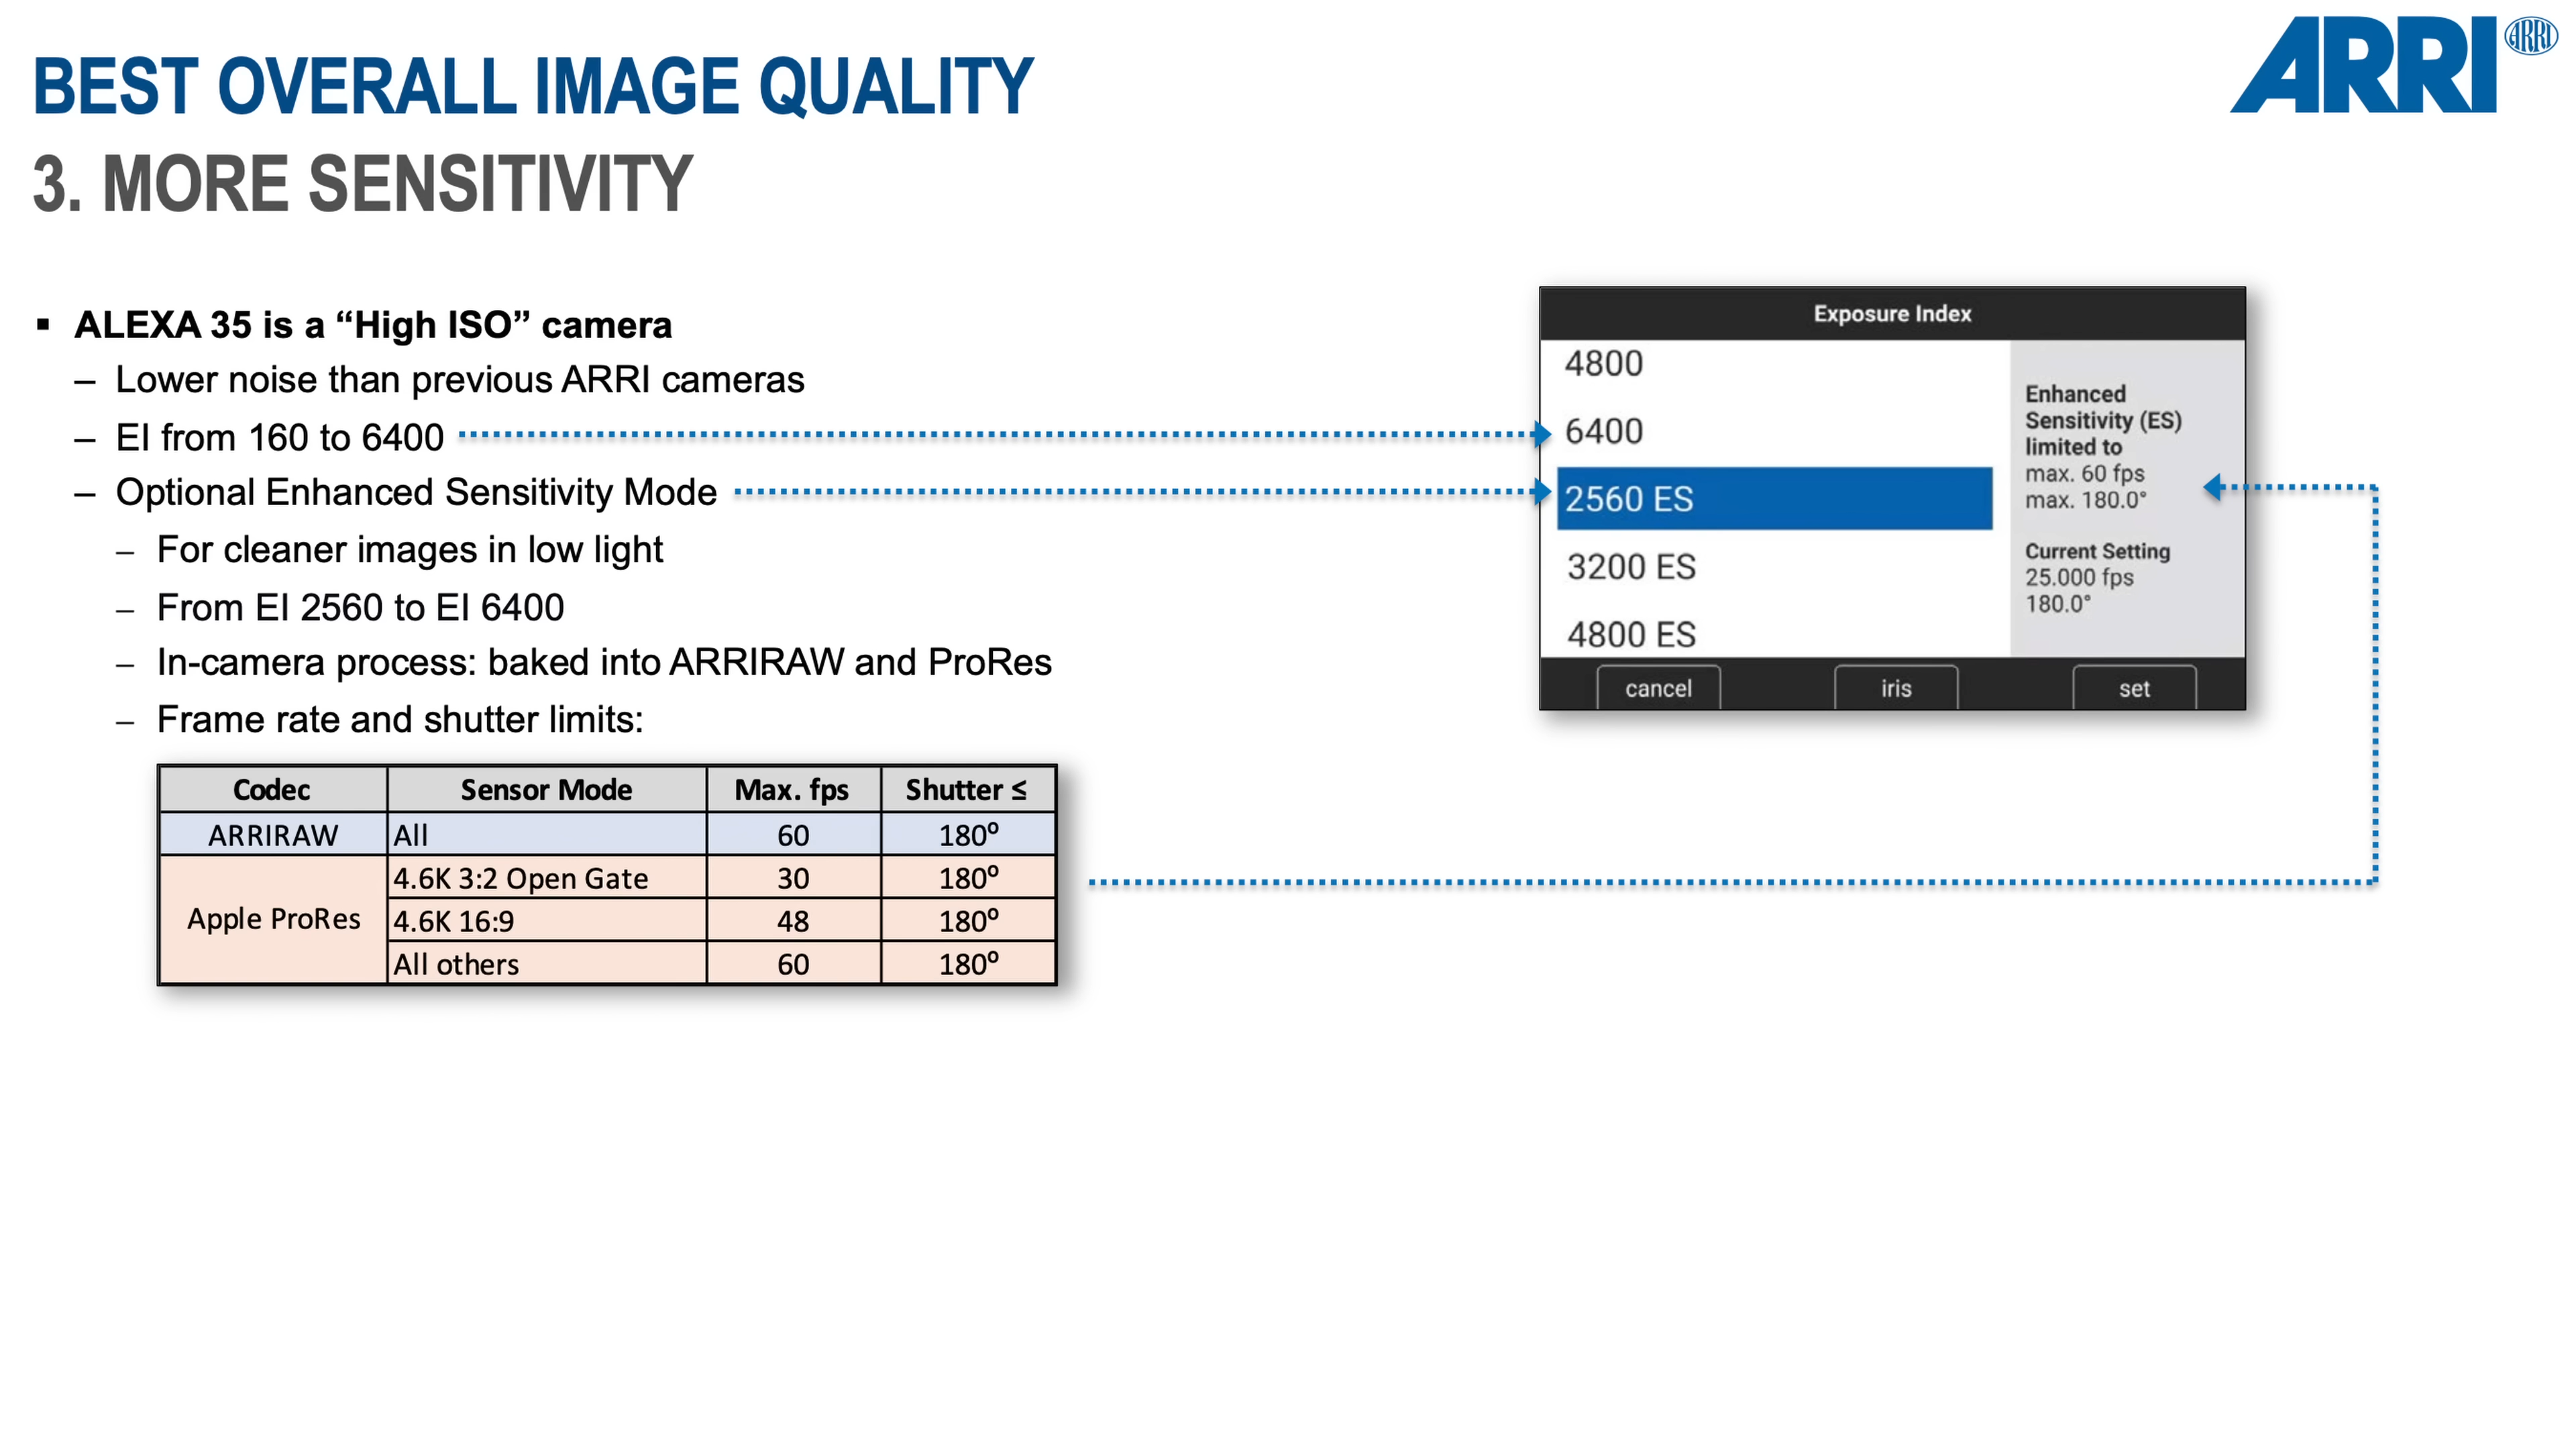 BEST OVERALL IMAGE QUALITY
3. MORE SENSITIVITY
ARRI
ARRI
▪ ALEXA 35 is a “High ISO” camera
– Lower noise than previous ARRI cameras
– EI from 160 to 6400
– Optional Enhanced Sensitivity Mode
– For cleaner images in low light
– From EI 2560 to EI 6400
– In-camera process: baked into ARRIRAW and ProRes
– Frame rate and shutter limits:
Codec Sensor Mode Max. fps Shutter ≤
ARRIRAW All 60 180º
Apple ProRes 4.6K 3:2 Open Gate 30 180º
4.6K 16:9 48 180º
All others 60 180º
Exposure Index
4800
6400
2560 ES
3200 ES
4800 ES
Enhanced
Sensitivity (ES)
limited to
max. 60 fps
max. 180.0°
Current Setting
25.000 fps
180.0°
cancel iris set